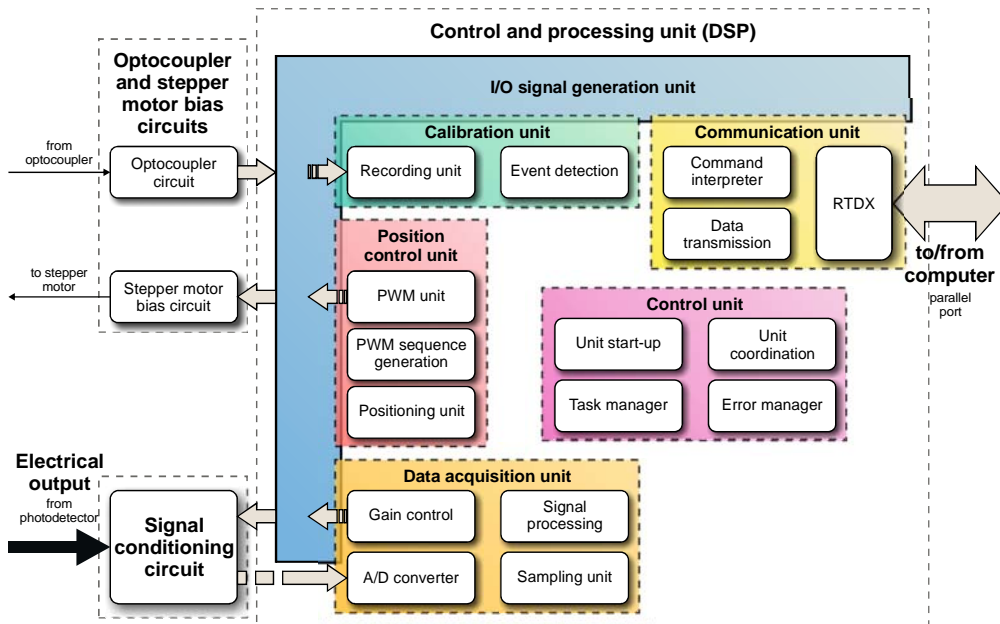 Control and processing unit (DSP)
Optocoupler
and stepper
motor bias
circuits
I/O signal generation unit
from
optocoupler
Optocoupler
circuit
to stepper
motor
Stepper motor
bias circuit
Calibration unit
Recording unit
Event detection
Communication unit
Command
interpreter
Data
transmission
RTDX
to/from
computer
parallel
port
Position
control unit
PWM unit
PWM sequence
generation
Positioning unit
Control unit
Unit start-up
Unit
coordination
Task manager
Error manager
Electrical
output
from
photodetector
Signal
conditioning
circuit
Data acquisition unit
Gain control
Signal
processing
A/D converter
Sampling unit